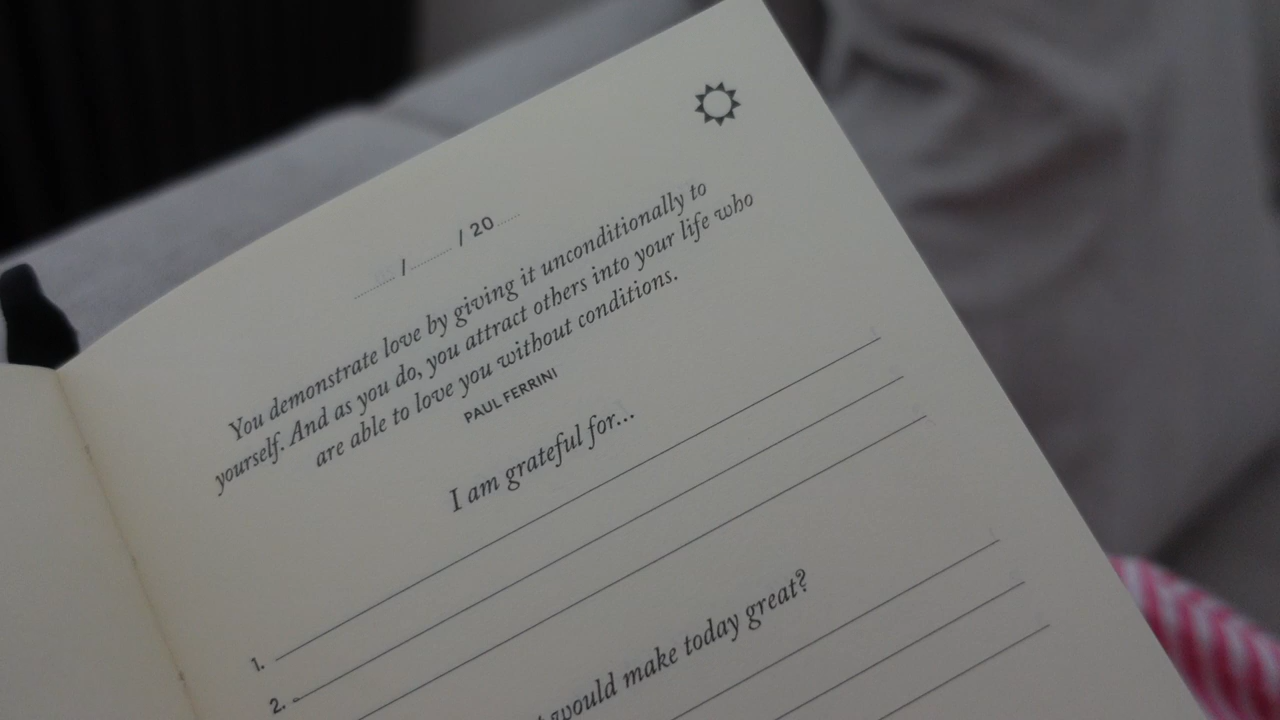 / / 20
You demonstrate love by giving it unconditionally to
yourself. And as you do, you attract others into your life who
are able to love you without conditions.
PAUL FERRINI
I am grateful for...
1.
2.
would make today great?